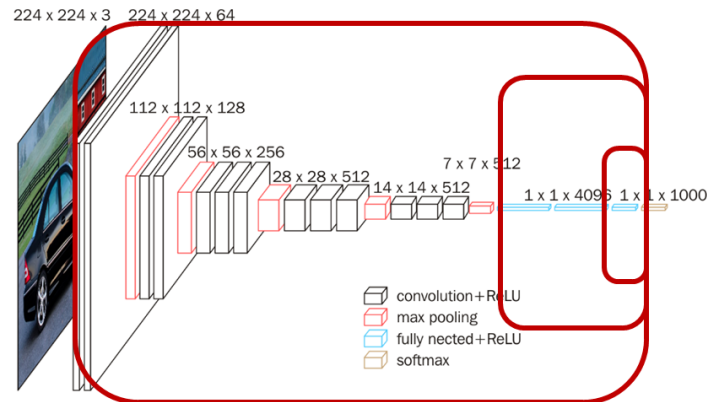 224 x 224 x 3
224 x 224 x 64
112 x 112 x 128
56 x 56 x 256
28 x 28 x 512
14 x 14 x 512
7 x 7 x 512
1 x 1 x 4096
1 x 1 x 1000
convolution+ReLU
max pooling
fully nected+ReLU
softmax